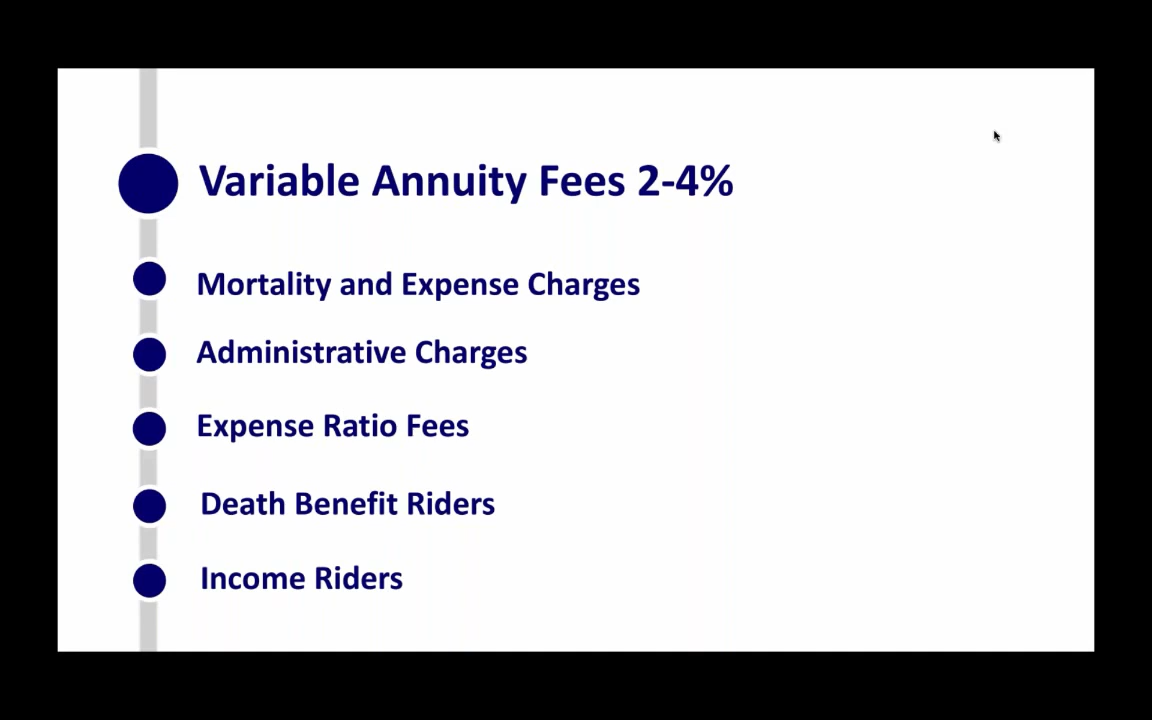 Variable Annuity Fees 2-4%
Mortality and Expense Charges
Administrative Charges
Expense Ratio Fees
Death Benefit Riders
Income Riders